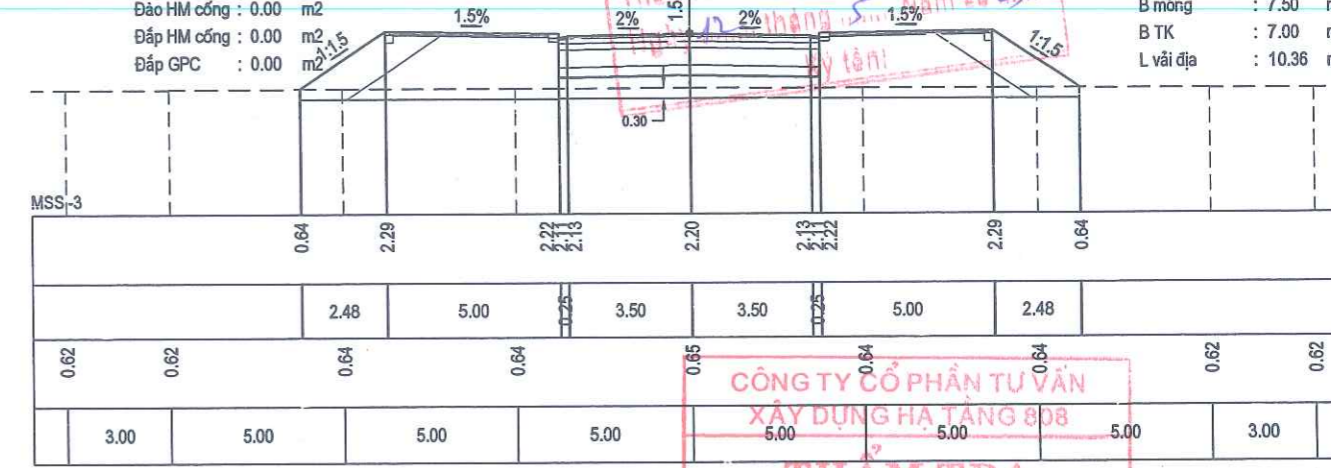 Đào HM cống : 0.00 m2
Đắp HM cống : 0.00 m2
Đắp GPC : 0.00 m2
B móng : 7.50
B TK : 7.00
L vải địa : 10.36
1.5% 2% 1.5 2% 1.5%
12 tháng 5 năm
ký tên
1:1.5 1:1.5
0.30
MSS -3
0.64 2.29 2.22 2.11 2.13 2.20 2.13 2.11 2.22 2.29 0.64
2.48 5.00 0.25 3.50 3.50 0.25 5.00 2.48
0.62 0.62 0.64 0.64 0.65 0.64 0.64 0.62 0.62
CÔNG TY CỔ PHẦN TƯ VẤN
XÂY DỰNG HẠ TẦNG 808
3.00 5.00 5.00 5.00 5.00 5.00 5.00 3.00